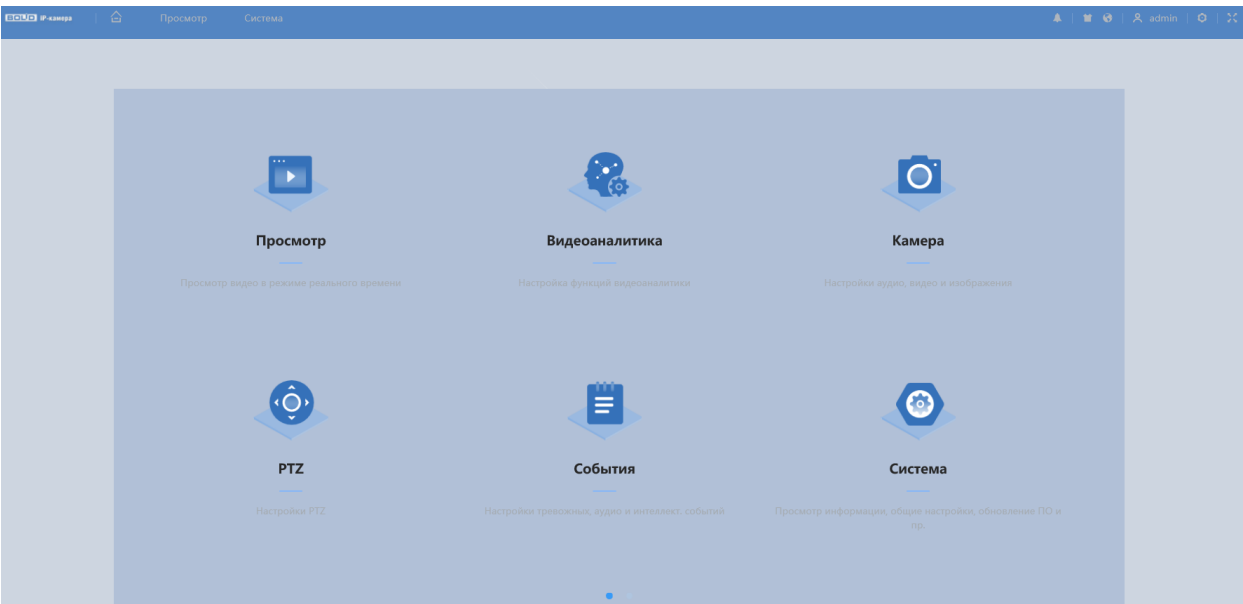 BOLID IP-камера
Просмотр
Система
admin
Просмотр
Видеоаналитика
Камера
Просмотр видео в режиме реального времени
Настройка функций видеоаналитики
Настройки аудио, видео и изображения
PTZ
События
Система
Настройки PTZ
Настройки тревожных, аудио и интеллект. событий
Просмотр информации, общие настройки, обновление ПО и
пр.